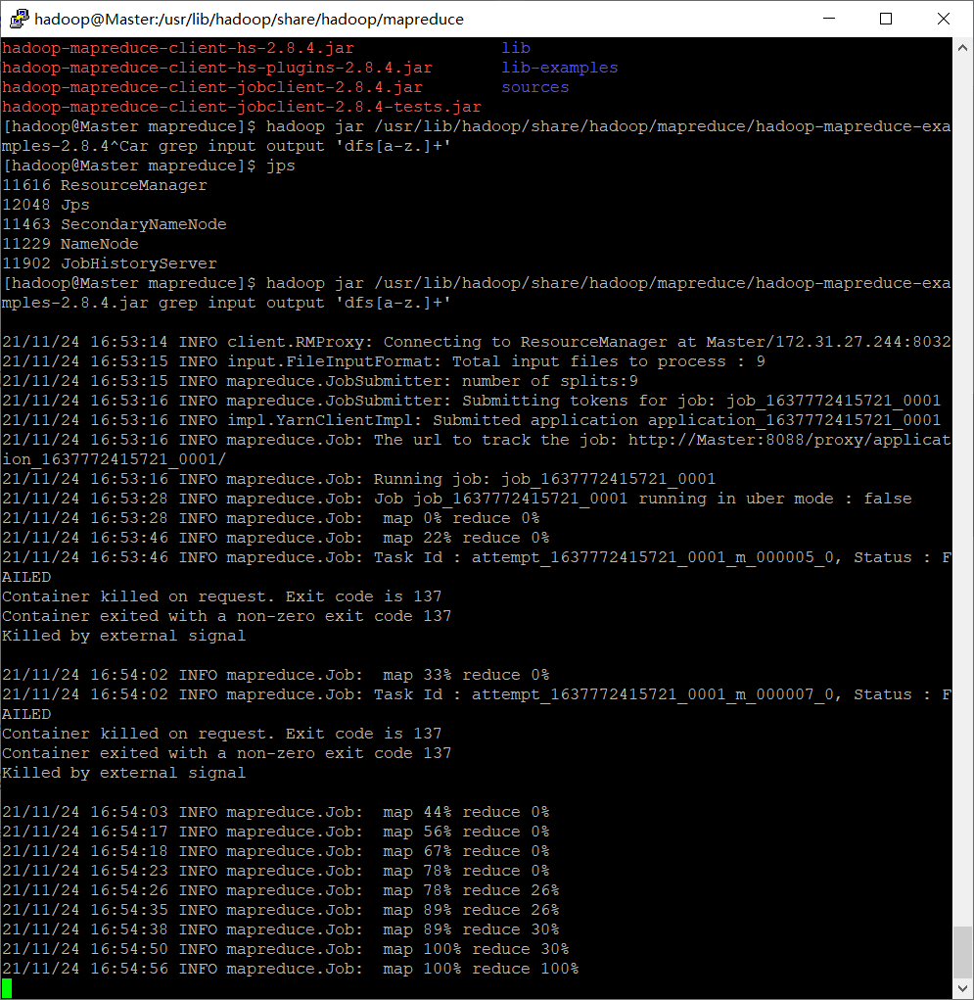 hadoop@Master:/usr/lib/hadoop/share/hadoop/mapreduce
hadoop-mapreduce-client-hs-2.8.4.jar lib
hadoop-mapreduce-client-hs-plugins-2.8.4.jar lib-examples
hadoop-mapreduce-client-jobclient-2.8.4.jar sources
hadoop-mapreduce-client-jobclient-2.8.4-tests.jar
[hadoop@Master mapreduce]$ hadoop jar /usr/lib/hadoop/share/hadoop/mapreduce/hadoop-mapreduce-exa
mples-2.8.4^Car grep input output 'dfs[a-z.]+'
[hadoop@Master mapreduce]$ jps
11616 ResourceManager
12048 Jps
11463 SecondaryNameNode
11229 NameNode
11902 JobHistoryServer
[hadoop@Master mapreduce]$ hadoop jar /usr/lib/hadoop/share/hadoop/mapreduce/hadoop-mapreduce-exa
mples-2.8.4.jar grep input output 'dfs[a-z.]+'
21/11/24 16:53:14 INFO client.RMProxy: Connecting to ResourceManager at Master/172.31.27.244:8032
21/11/24 16:53:15 INFO input.FileInputFormat: Total input files to process : 9
21/11/24 16:53:15 INFO mapreduce.JobSubmitter: number of splits:9
21/11/24 16:53:16 INFO mapreduce.JobSubmitter: Submitting tokens for job: job_1637772415721_0001
21/11/24 16:53:16 INFO impl.YarnClientImpl: Submitted application application_1637772415721_0001
21/11/24 16:53:16 INFO mapreduce.Job: The url to track the job: http://Master:8088/proxy/applicat
ion_1637772415721_0001/
21/11/24 16:53:16 INFO mapreduce.Job: Running job: job_1637772415721_0001
21/11/24 16:53:28 INFO mapreduce.Job: Job job_1637772415721_0001 running in uber mode : false
21/11/24 16:53:28 INFO mapreduce.Job:  map 0% reduce 0%
21/11/24 16:53:46 INFO mapreduce.Job:  map 22% reduce 0%
21/11/24 16:53:46 INFO mapreduce.Job: Task Id : attempt_1637772415721_0001_m_000005_0, Status : F
AILED
Container killed on request. Exit code is 137
Container exited with a non-zero exit code 137
Killed by external signal
21/11/24 16:54:02 INFO mapreduce.Job:  map 33% reduce 0%
21/11/24 16:54:02 INFO mapreduce.Job: Task Id : attempt_1637772415721_0001_m_000007_0, Status : F
AILED
Container killed on request. Exit code is 137
Container exited with a non-zero exit code 137
Killed by external signal
21/11/24 16:54:03 INFO mapreduce.Job:  map 44% reduce 0%
21/11/24 16:54:17 INFO mapreduce.Job:  map 56% reduce 0%
21/11/24 16:54:18 INFO mapreduce.Job:  map 67% reduce 0%
21/11/24 16:54:23 INFO mapreduce.Job:  map 78% reduce 0%
21/11/24 16:54:26 INFO mapreduce.Job:  map 78% reduce 26%
21/11/24 16:54:35 INFO mapreduce.Job:  map 89% reduce 26%
21/11/24 16:54:38 INFO mapreduce.Job:  map 89% reduce 30%
21/11/24 16:54:50 INFO mapreduce.Job:  map 100% reduce 30%
21/11/24 16:54:56 INFO mapreduce.Job:  map 100% reduce 100%